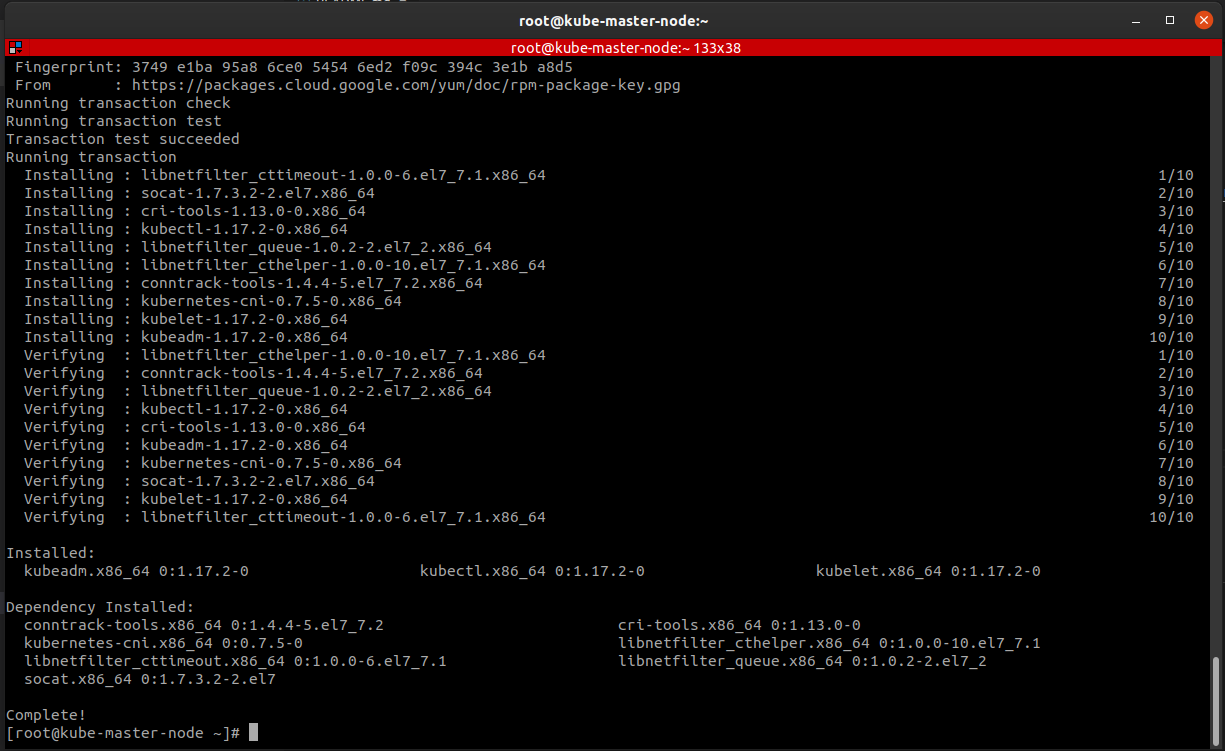 root@kube-master-node:~
root@kube-master-node:~ 133x38
Fingerprint: 3749 e1ba 95a8 6ce0 5454 6ed2 f09c 394c 3e1b a8d5
From       : https://packages.cloud.google.com/yum/doc/rpm-package-key.gpg
Running transaction check
Running transaction test
Transaction test succeeded
Running transaction
Installing : libnetfilter_cttimeout-1.0.0-6.el7_7.1.x86_64 1/10
Installing : socat-1.7.3.2-2.el7.x86_64 2/10
Installing : cri-tools-1.13.0-0.x86_64 3/10
Installing : kubectl-1.17.2-0.x86_64 4/10
Installing : libnetfilter_queue-1.0.2-2.el7_2.x86_64 5/10
Installing : libnetfilter_cthelper-1.0.0-10.el7_7.1.x86_64 6/10
Installing : conntrack-tools-1.4.4-5.el7_7.2.x86_64 7/10
Installing : kubernetes-cni-0.7.5-0.x86_64 8/10
Installing : kubelet-1.17.2-0.x86_64 9/10
Installing : kubeadm-1.17.2-0.x86_64 10/10
Verifying  : libnetfilter_cthelper-1.0.0-10.el7_7.1.x86_64 1/10
Verifying  : conntrack-tools-1.4.4-5.el7_7.2.x86_64 2/10
Verifying  : libnetfilter_queue-1.0.2-2.el7_2.x86_64 3/10
Verifying  : kubectl-1.17.2-0.x86_64 4/10
Verifying  : cri-tools-1.13.0-0.x86_64 5/10
Verifying  : kubeadm-1.17.2-0.x86_64 6/10
Verifying  : kubernetes-cni-0.7.5-0.x86_64 7/10
Verifying  : socat-1.7.3.2-2.el7.x86_64 8/10
Verifying  : kubelet-1.17.2-0.x86_64 9/10
Verifying  : libnetfilter_cttimeout-1.0.0-6.el7_7.1.x86_64 10/10
Installed:
kubeadm.x86_64 0:1.17.2-0 kubectl.x86_64 0:1.17.2-0 kubelet.x86_64 0:1.17.2-0
Dependency Installed:
conntrack-tools.x86_64 0:1.4.4-5.el7_7.2 cri-tools.x86_64 0:1.13.0-0
kubernetes-cni.x86_64 0:0.7.5-0 libnetfilter_cthelper.x86_64 0:1.0.0-10.el7_7.1
libnetfilter_cttimeout.x86_64 0:1.0.0-6.el7_7.1 libnetfilter_queue.x86_64 0:1.0.2-2.el7_2
socat.x86_64 0:1.7.3.2-2.el7
Complete!
[root@kube-master-node ~]#